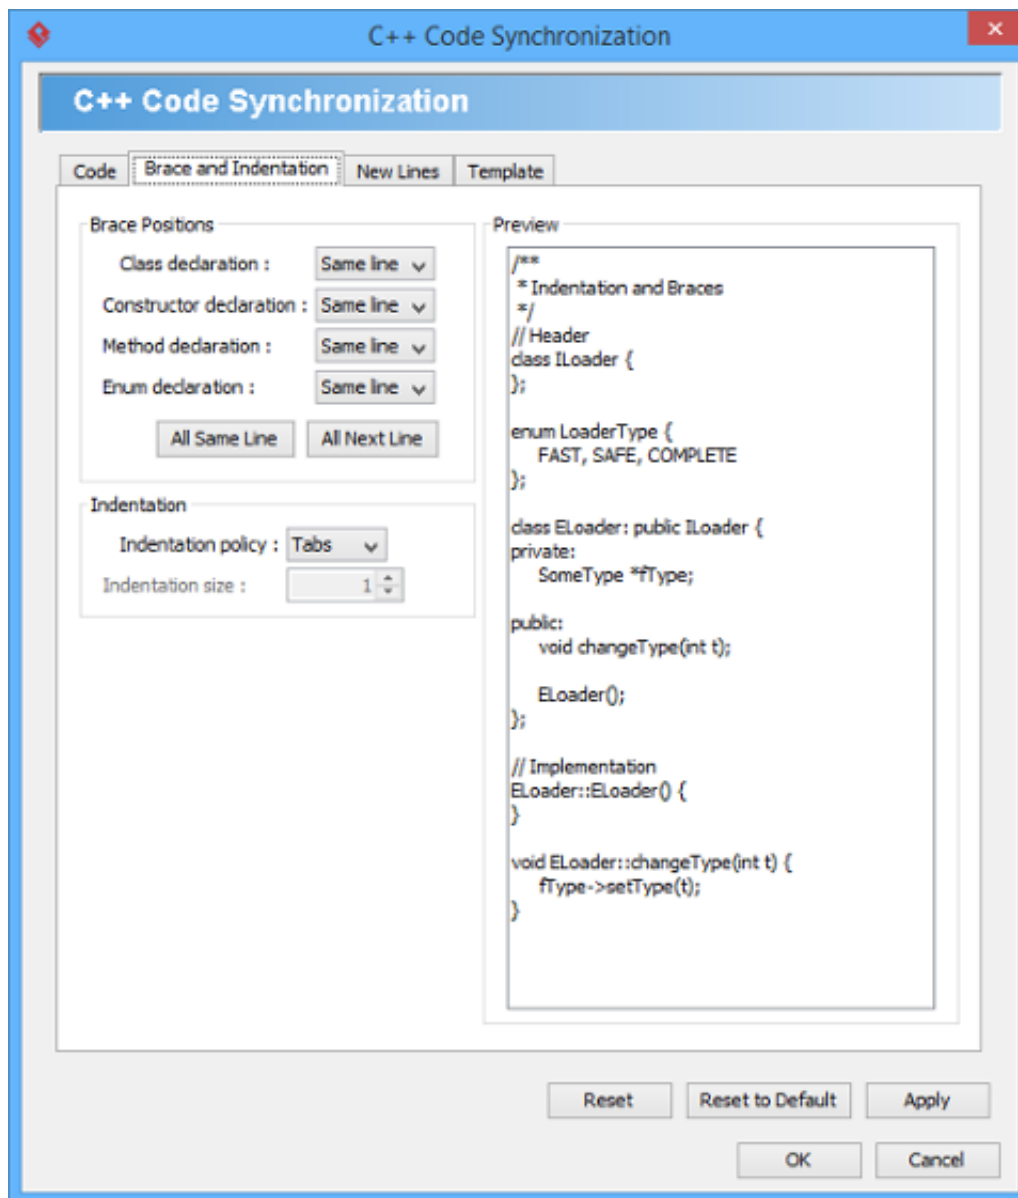 C++ Code Synchronization
C++ Code Synchronization
Code
Brace and Indentation
New Lines
Template
Brace Positions
Class declaration : Same line
Constructor declaration : Same line
Method declaration : Same line
Enum declaration : Same line
All Same Line
All Next Line
Indentation
Indentation policy : Tabs
Indentation size : 1
Preview
/**
* Indentation and Braces
*/
// Header
class ILoader {
};
enum LoaderType {
FAST, SAFE, COMPLETE
};
class ELoader: public ILoader {
private:
SomeType *fType;
public:
void changeType(int t);
ELoader();
};
// Implementation
ELoader::ELoader() {
}
void ELoader::changeType(int t) {
fType->setType(t);
}
Reset
Reset to Default
Apply
OK
Cancel